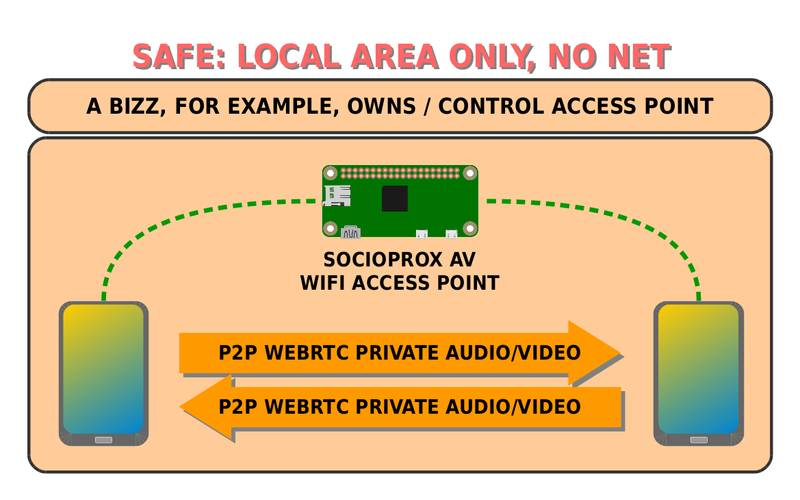 SAFE: LOCAL AREA ONLY, NO NET
A BIZZ, FOR EXAMPLE, OWNS / CONTROL ACCESS POINT
SOCIOPROX AV
WIFI ACCESS POINT
P2P WEBRTC PRIVATE AUDIO/VIDEO
P2P WEBRTC PRIVATE AUDIO/VIDEO